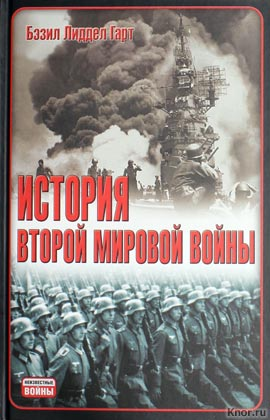 Бэзил Лиддел Гарт
ИСТОРИЯ
ВТОРОЙ МИРОВОЙ ВОЙНЫ
НЕИЗВЕСТНЫЕ
ВОЙНЫ
Knor.ru